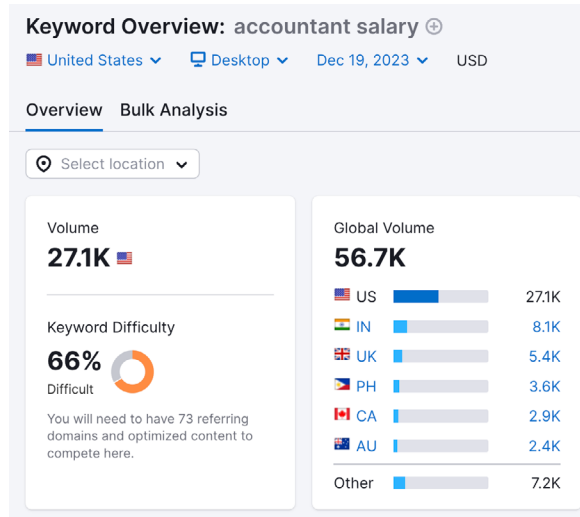 Keyword Overview: accountant salary
United States Desktop Dec 19, 2023 USD
Overview Bulk Analysis
Select location
Volume
27.1K
Keyword Difficulty
66%
Difficult
You will need to have 73 referring
domains and optimized content to
compete here.
Global Volume
56.7K
US 27.1K
IN 8.1K
UK 5.4K
PH 3.6K
CA 2.9K
AU 2.4K
Other 7.2K